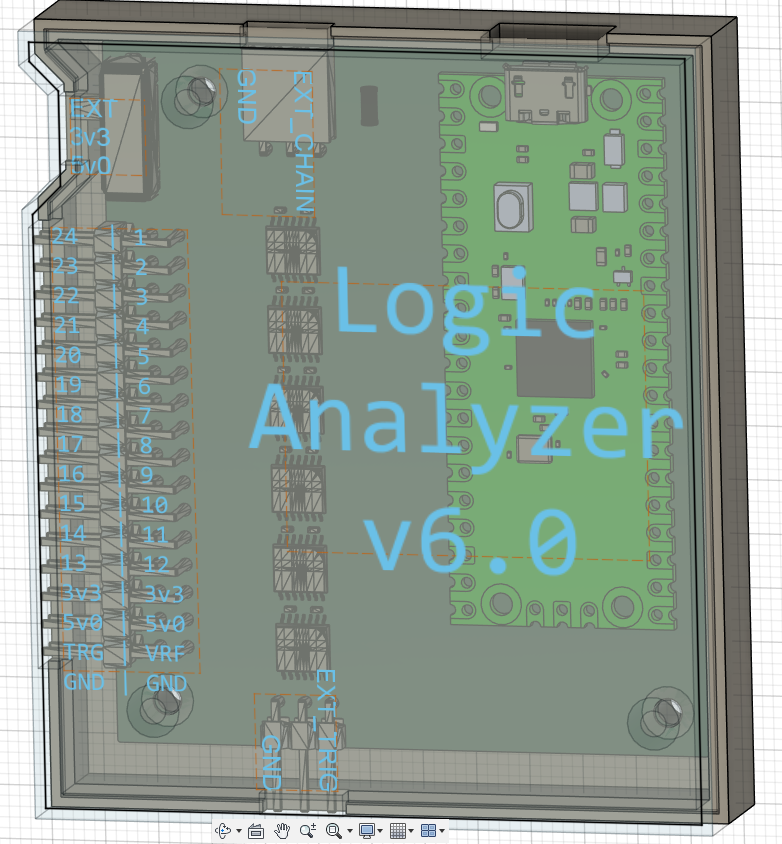 GND
EXT_CHAIN
EXT
3v3
5v0
24 1
23 2
22 3
21 4
20 5
19 6
18 7
17 8
16 9
15 10
14 11
13 12
3v3 3v3
5v0 5v0
TRG VRF
GND GND
Logic
Analyzer
v6.0
GND
EXT_TRIG